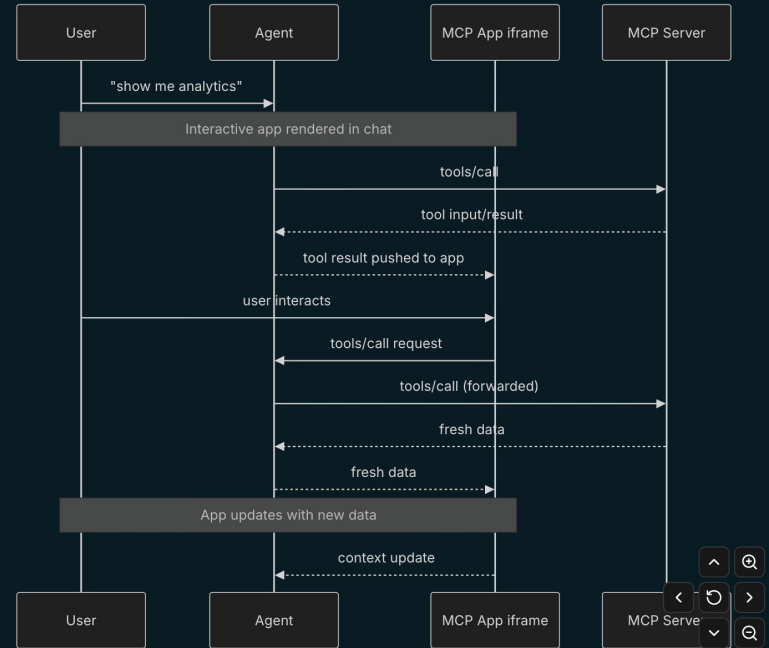 User
Agent
MCP App iframe
MCP Server
"show me analytics"
Interactive app rendered in chat
tools/call
tool input/result
tool result pushed to app
user interacts
tools/call request
tools/call (forwarded)
fresh data
fresh data
App updates with new data
context update
User
Agent
MCP App iframe
MCP Serve